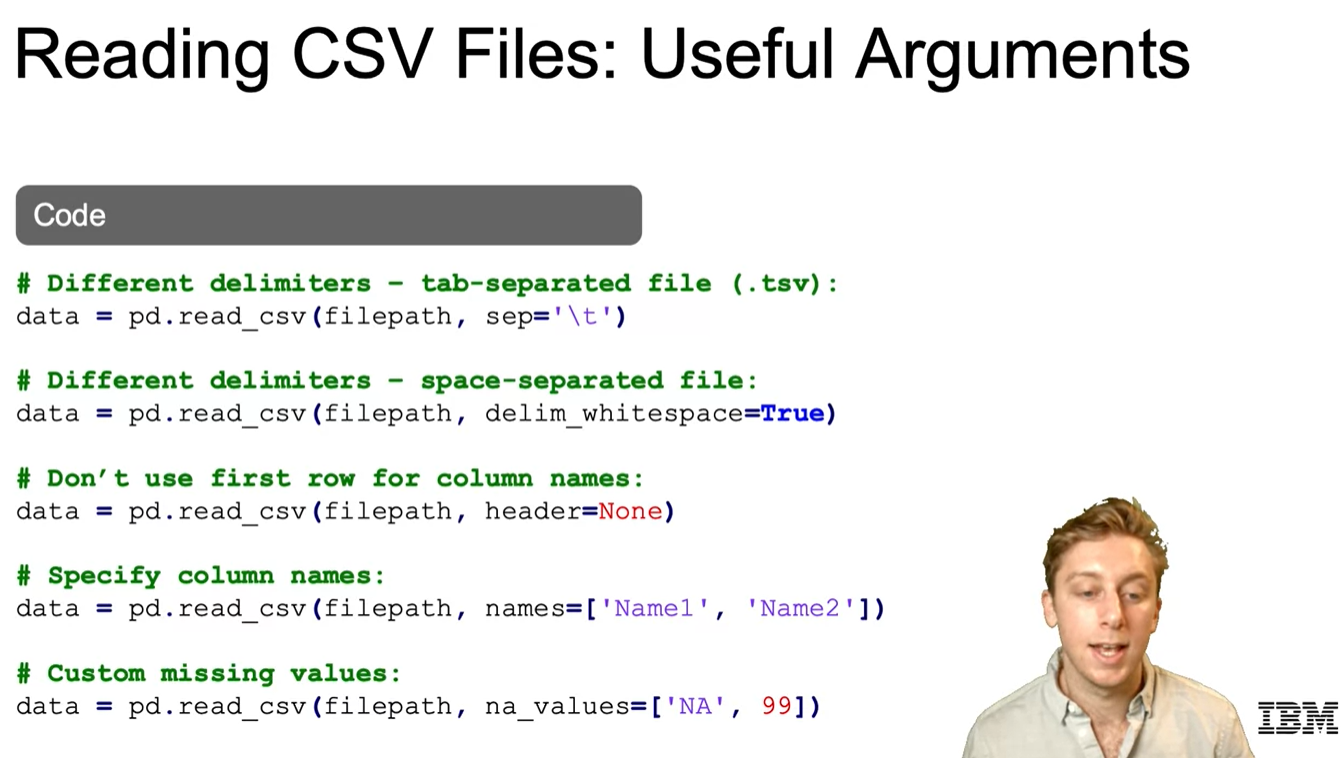 Reading CSV Files: Useful Arguments
Code
# Different delimiters – tab-separated file (.tsv):
data = pd.read_csv(filepath, sep='\t')
# Different delimiters – space-separated file:
data = pd.read_csv(filepath, delim_whitespace=True)
# Don’t use first row for column names:
data = pd.read_csv(filepath, header=None)
# Specify column names:
data = pd.read_csv(filepath, names=['Name1', 'Name2'])
# Custom missing values:
data = pd.read_csv(filepath, na_values=['NA', 99])
IBM